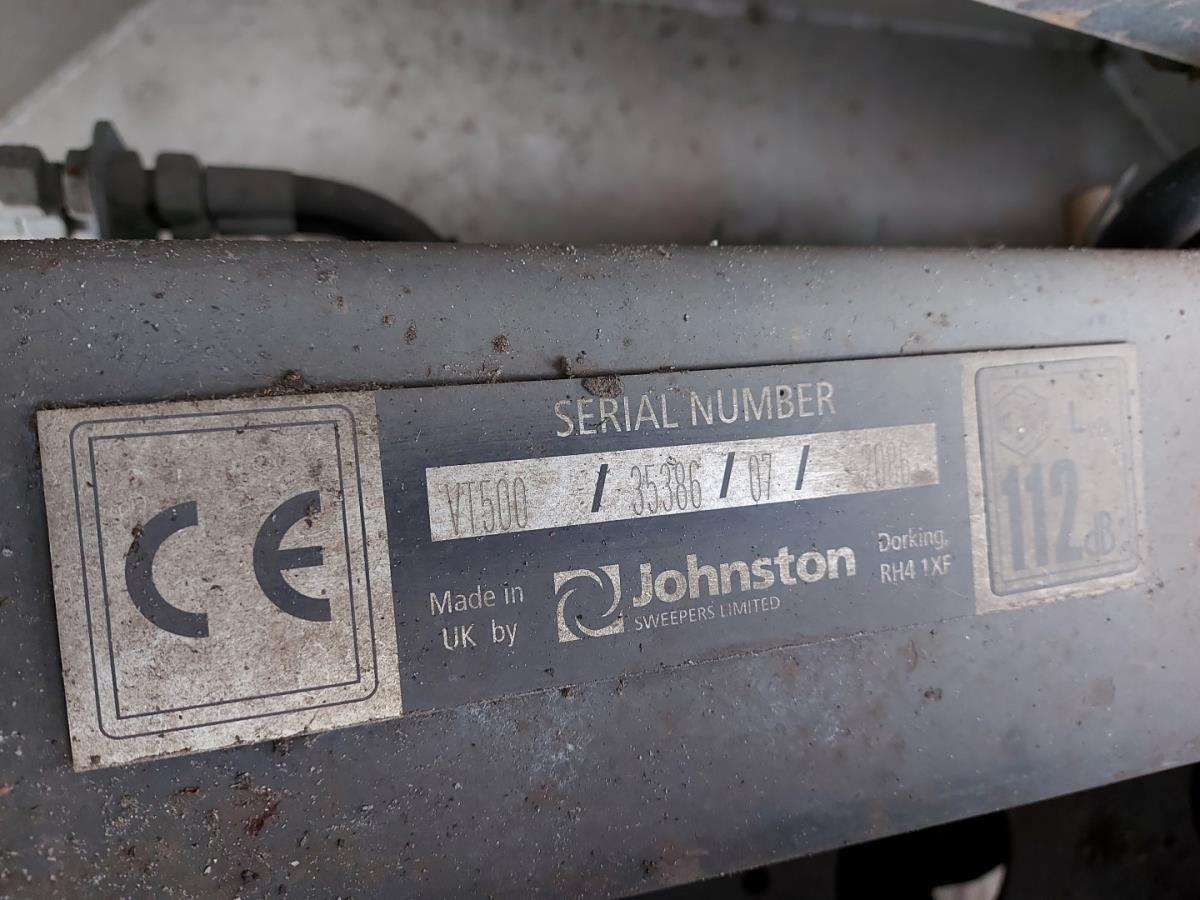 CE
SERIAL NUMBER
VT500 / 35386 / 07 /
Made in
UK by
Johnston
SWEEPERS LIMITED
Dorking,
RH4 1XF
L
112 dB